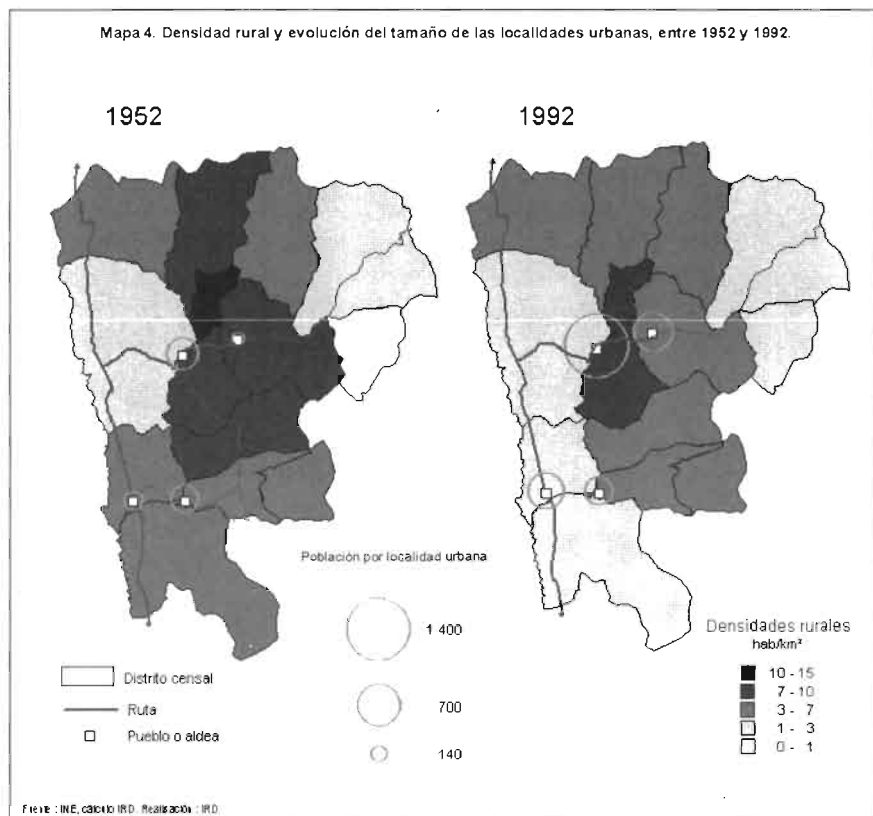 Mapa 4. Densidad rural y evolución del tamaño de las localidades urbanas, entre 1952 y 1992.
1952
1992
Población por localidad urbana
1 400
700
140
Distrito censal
Ruta
Pueblo o aldea
Densidades rurales
hab/km²
10 - 15
7 - 10
3 - 7
1 - 3
0 - 1
Fuente : INE, cálculo IRD. Realisación : IRD